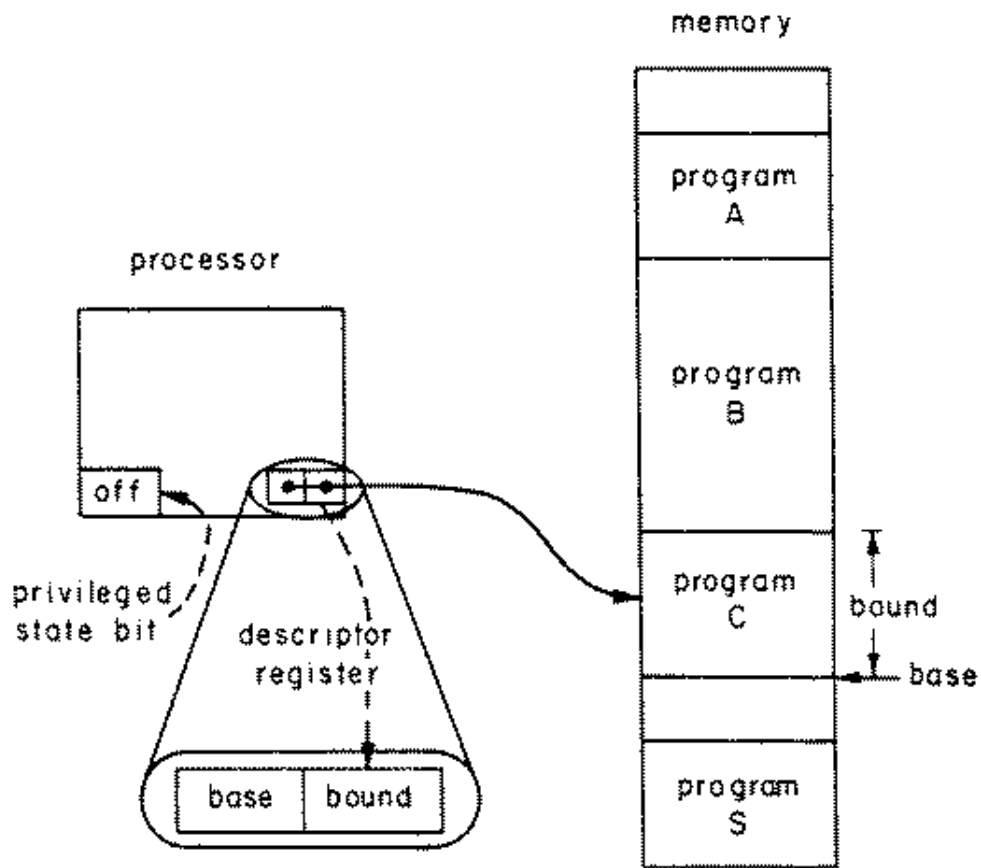 memory
program
A
processor
program
B
off
program
C
bound
privileged
state bit
descriptor
register
base
base
bound
program
S